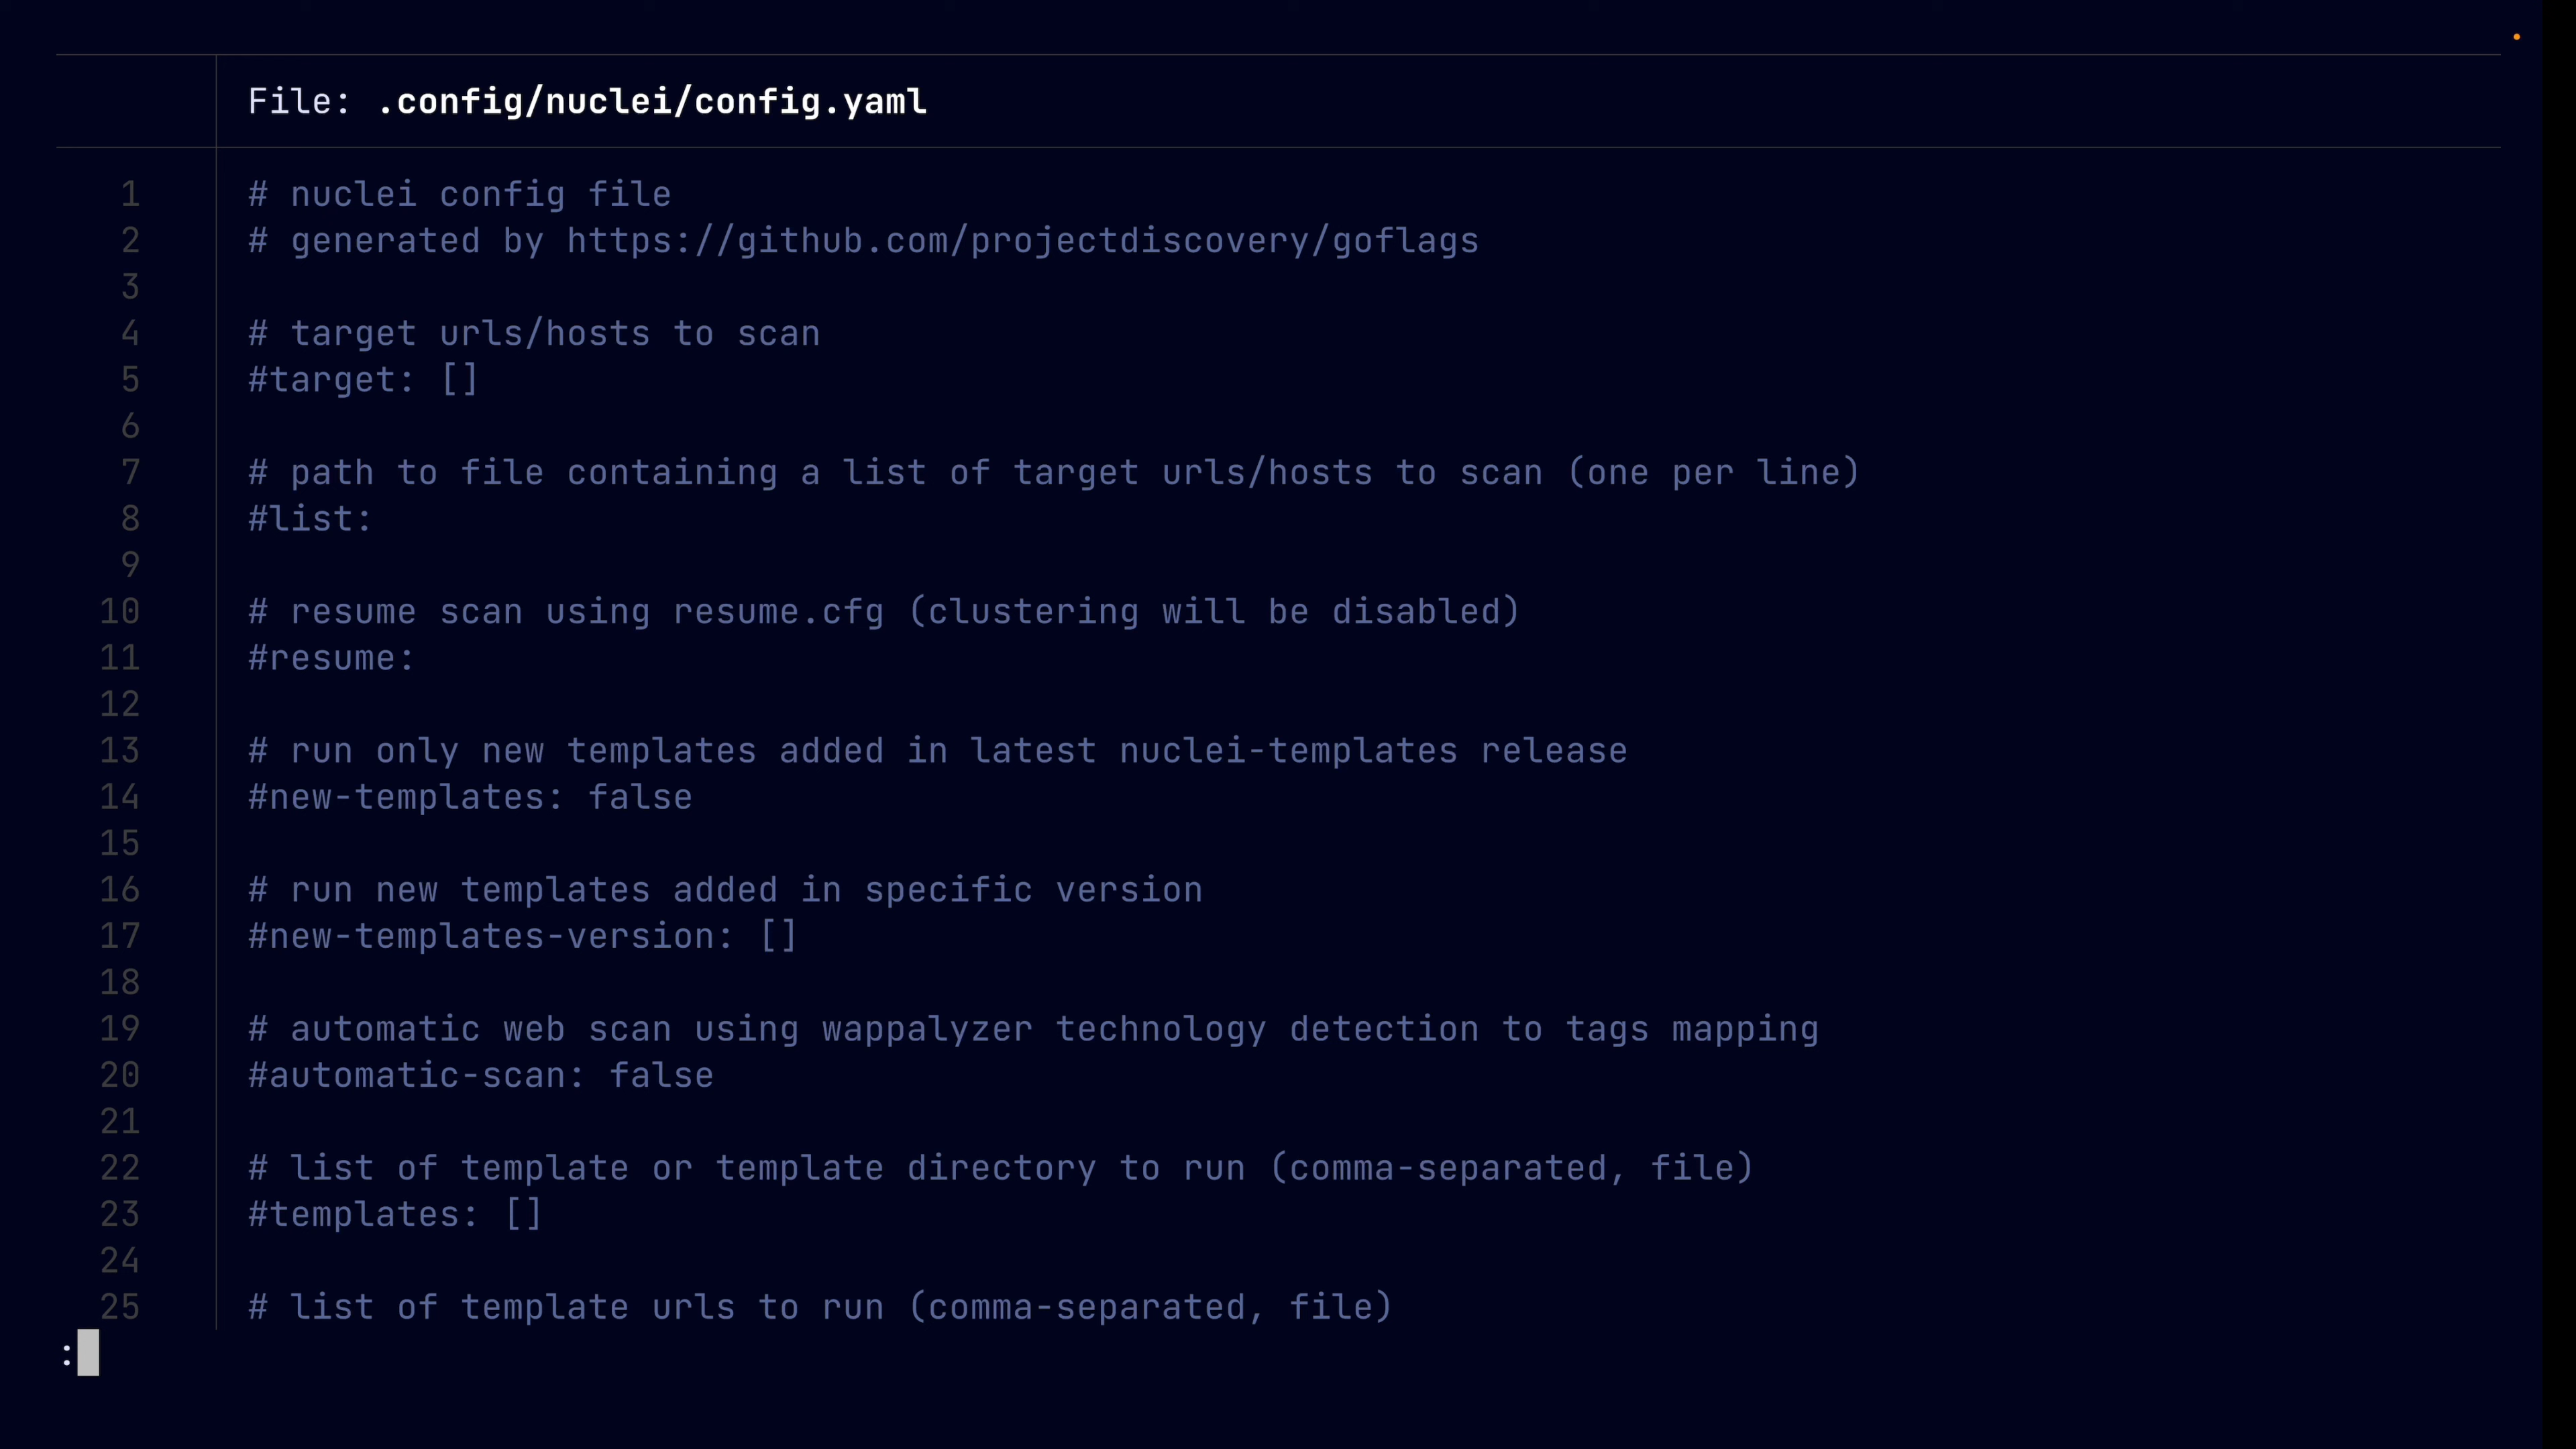 File: .config/nuclei/config.yaml
1 # nuclei config file
2 # generated by https://github.com/projectdiscovery/goflags
3
4 # target urls/hosts to scan
5 #target: []
6
7 # path to file containing a list of target urls/hosts to scan (one per line)
8 #list:
9
10 # resume scan using resume.cfg (clustering will be disabled)
11 #resume:
12
13 # run only new templates added in latest nuclei-templates release
14 #new-templates: false
15
16 # run new templates added in specific version
17 #new-templates-version: []
18
19 # automatic web scan using wappalyzer technology detection to tags mapping
20 #automatic-scan: false
21
22 # list of template or template directory to run (comma-separated, file)
23 #templates: []
24
25 # list of template urls to run (comma-separated, file)
: